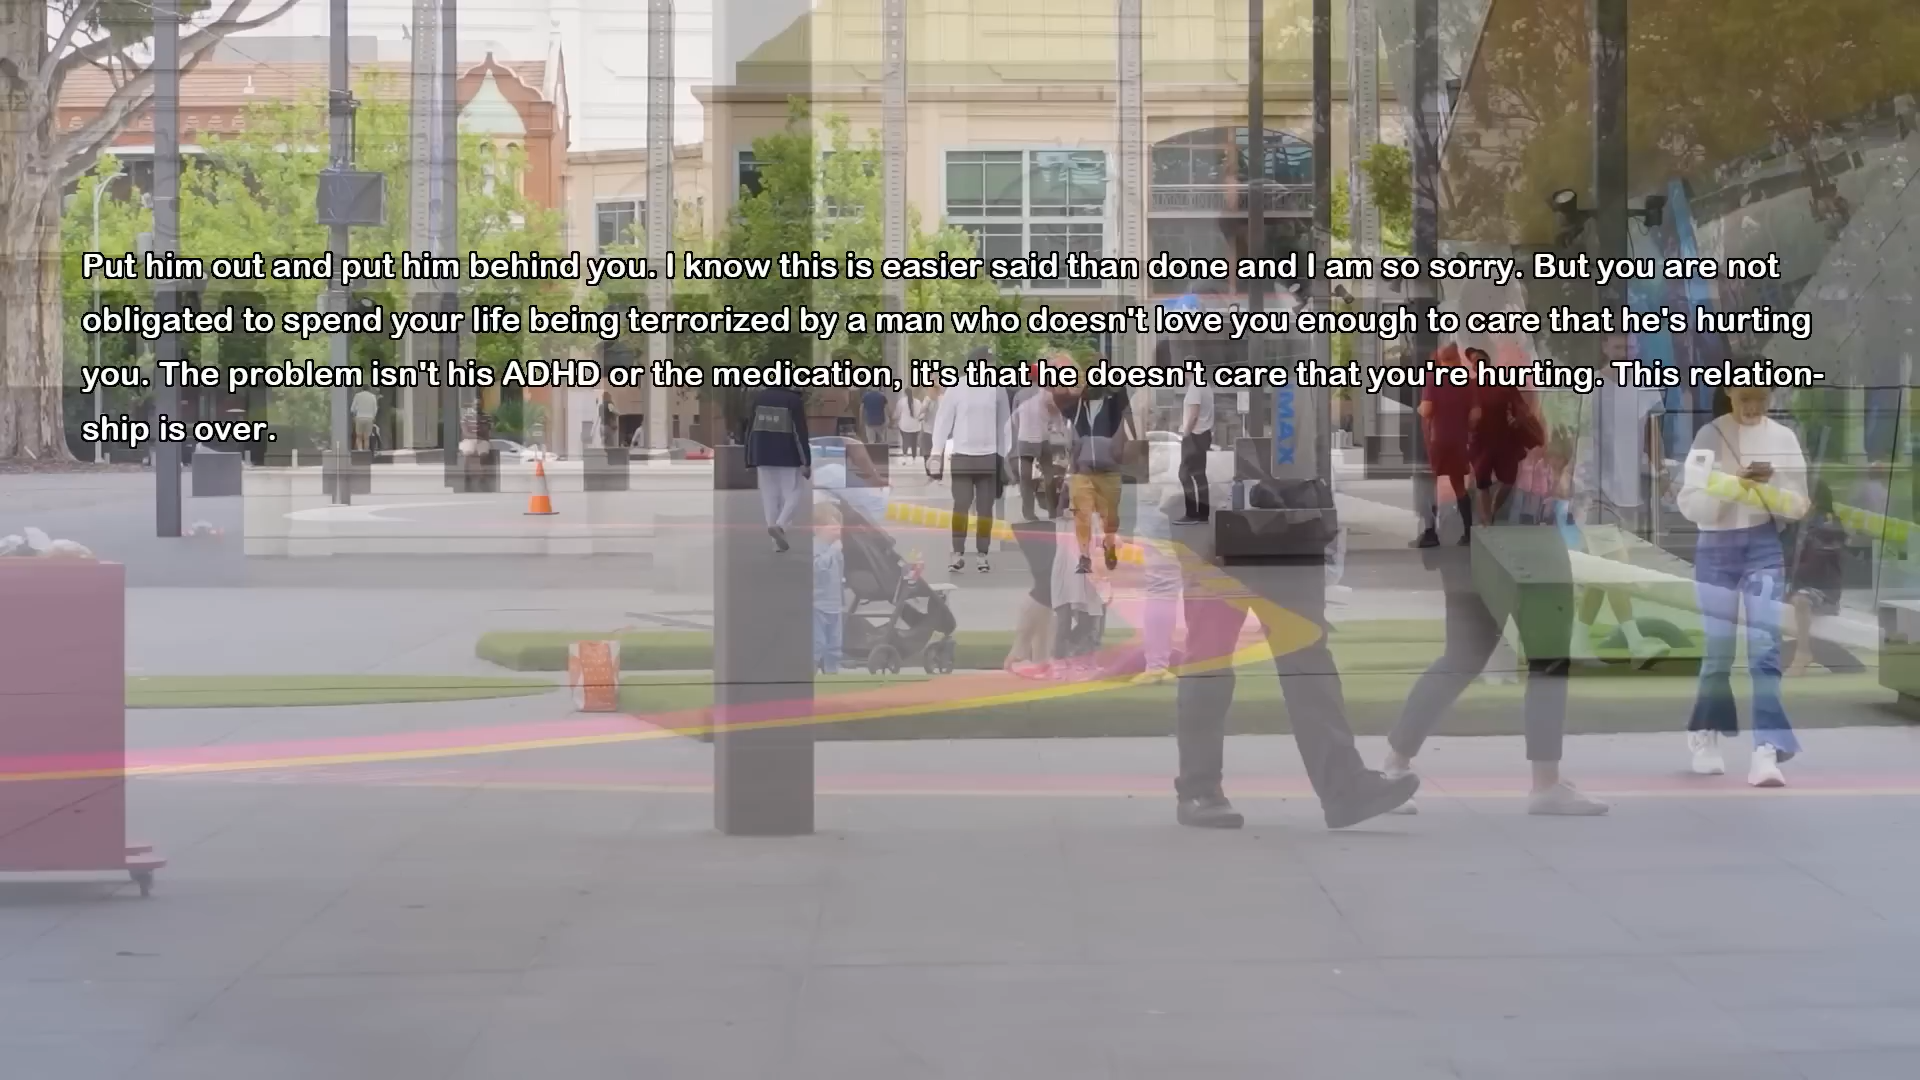 Put him out and put him behind you. I know this is easier said than done and I am so sorry. But you are not
obligated to spend your life being terrorized by a man who doesn't love you enough to care that he's hurting
you. The problem isn't his ADHD or the medication, it's that he doesn't care that you're hurting. This relation-
ship is over.
MAX